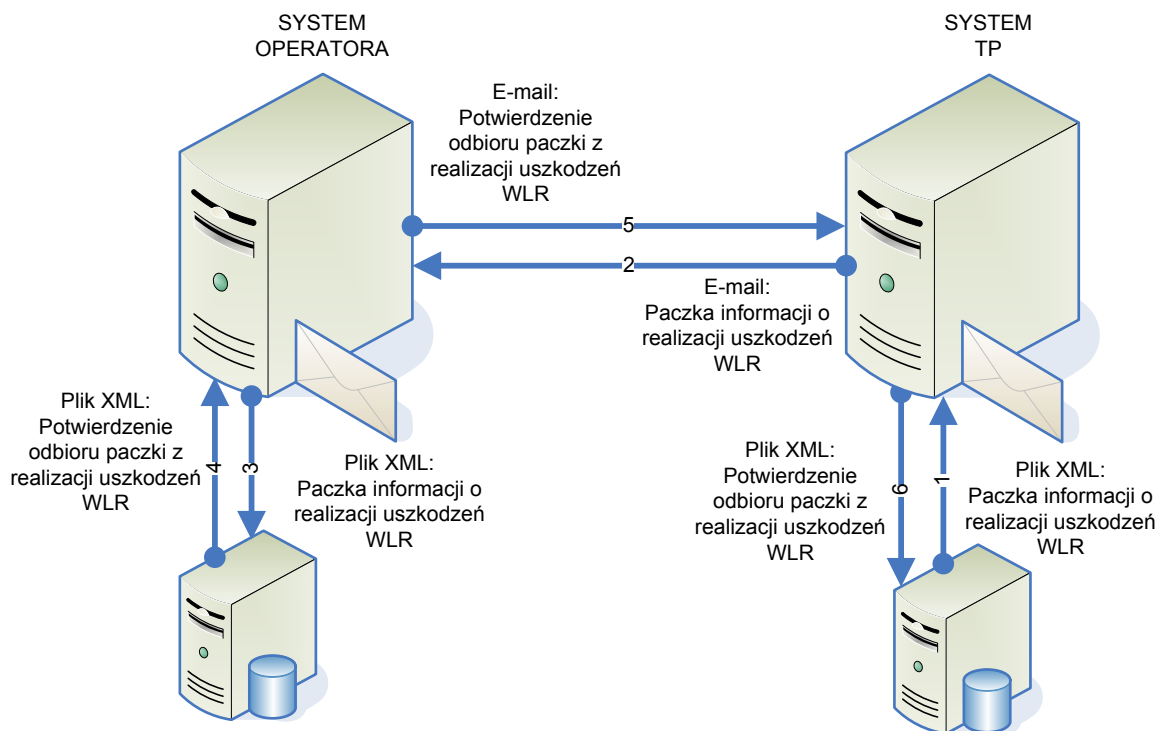 SYSTEM
OPERATORA
SYSTEM
TP
E-mail:
Potwierdzenie
odbioru paczki z
realizacji uszkodzeń
WLR
5
2
E-mail:
Paczka informacji o
realizacji uszkodzeń
WLR
Plik XML:
Potwierdzenie
odbioru paczki z
realizacji uszkodzeń
WLR
4
3
Plik XML:
Paczka informacji o
realizacji uszkodzeń
WLR
Plik XML:
Potwierdzenie
odbioru paczki z
realizacji uszkodzeń
WLR
6
1
Plik XML:
Paczka informacji o
realizacji uszkodzeń
WLR